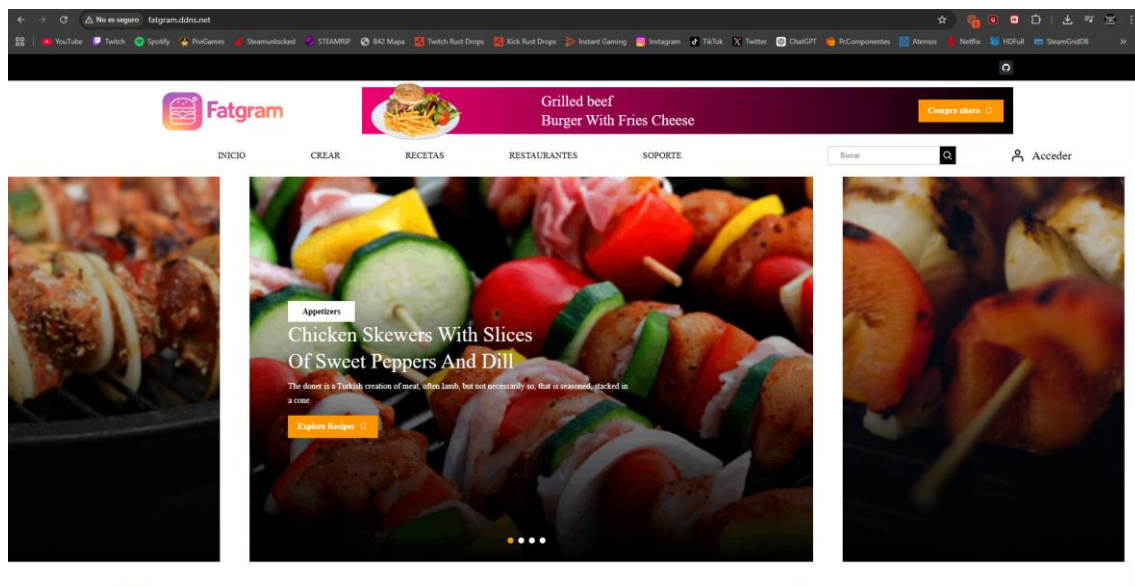 No es seguro fatgram.ddns.net
YouTube Twitch Spotify PiviGames Steamunlocked STEAMRIP B42 Mapa Twitch Rust Drops Kick Rust Drops Instant Gaming Instagram TikTok Twitter ChatGPT PcComponentes Aternos Netflix HDFull SteamGridDB »
Fatgram
Grilled beef
Burger With Fries Cheese
Compra ahora
INICIO CREAR RECETAS RESTAURANTES SOPORTE Buscar Acceder
Appetizers
Chicken Skewers With Slices
Of Sweet Peppers And Dill
The doner is a Turkish creation of meat, often lamb, but not necessarily so, that is seasoned, stacked in
a cone
Explore Recipes